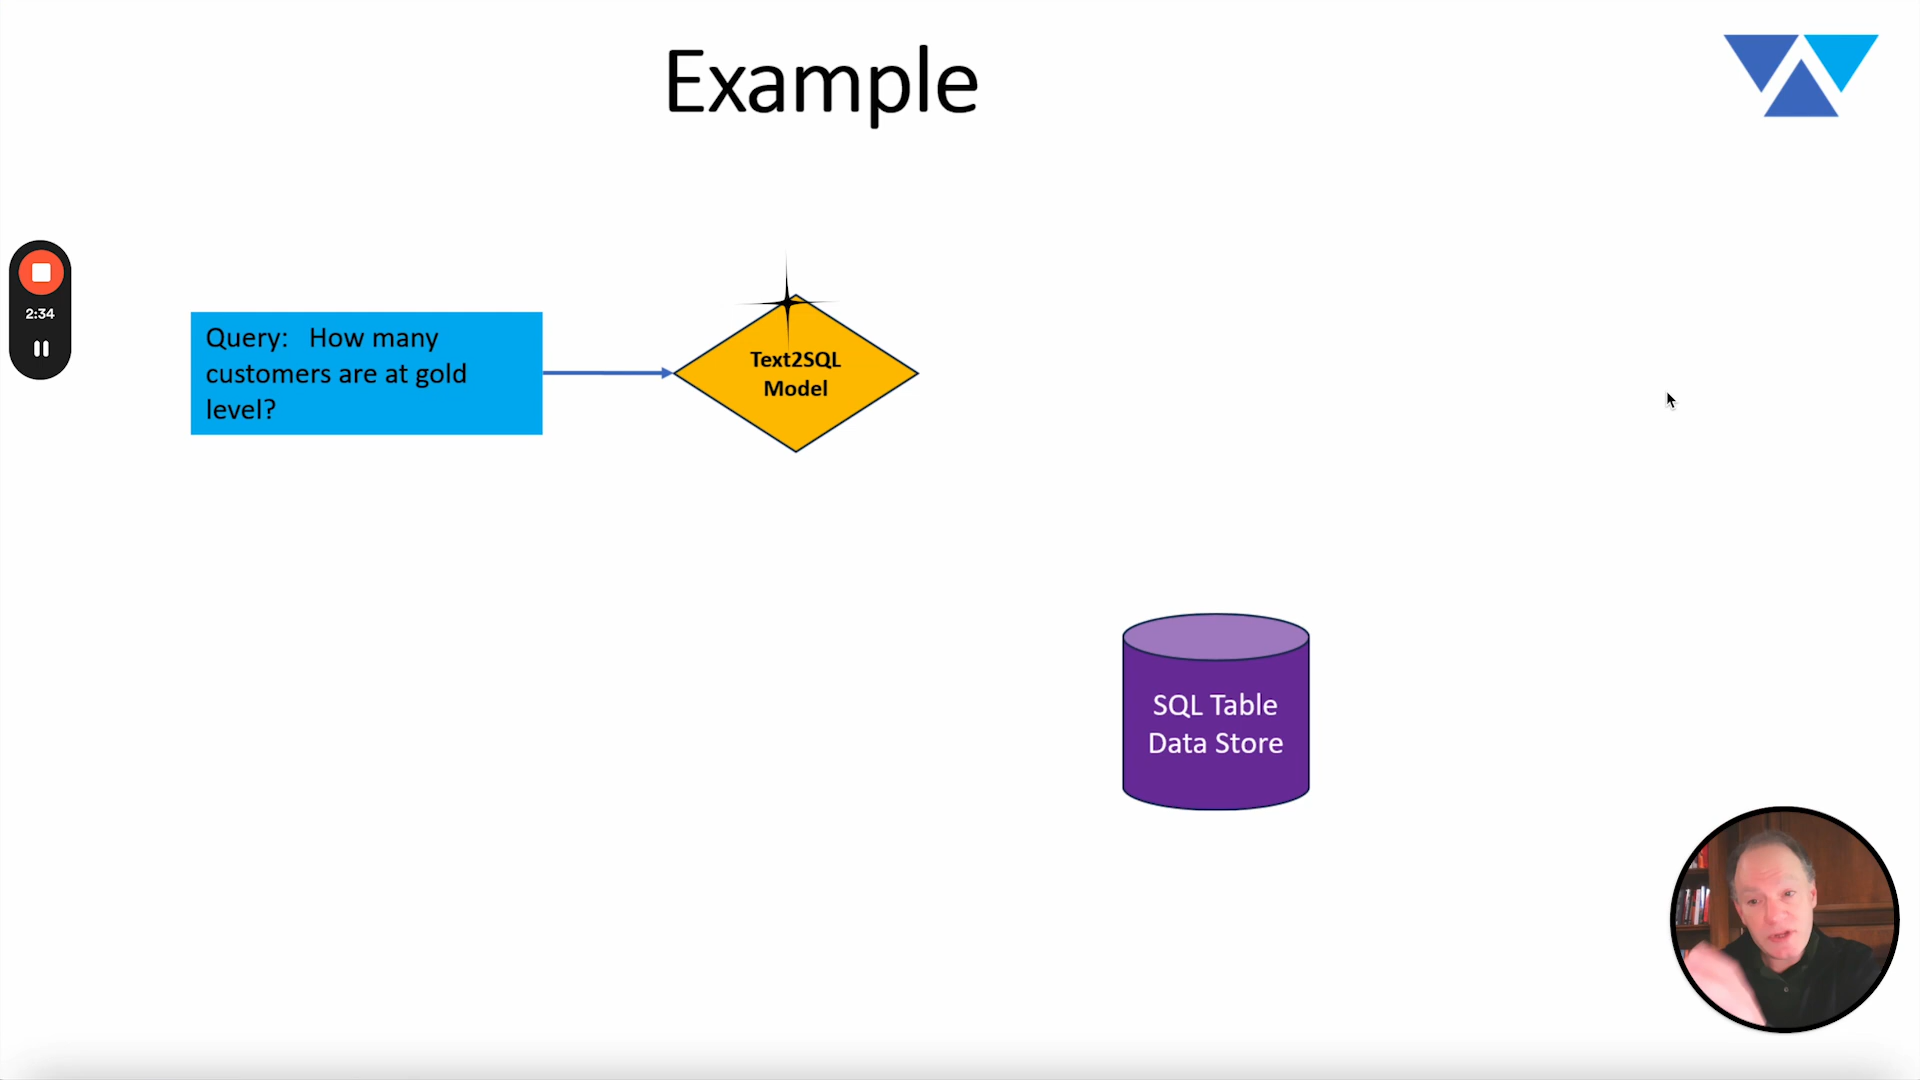 Example
2:34
Query:   How many
customers are at gold
level?
Text2SQL
Model
SQL Table
Data Store